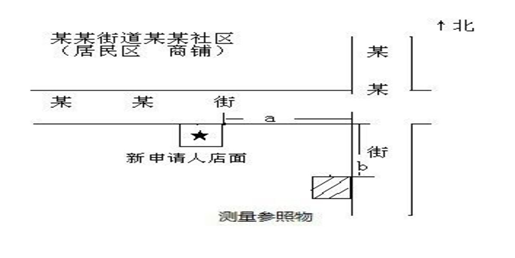 某某街道某某社区
（居民区 商铺）
↑北
某
某
街
某 某 街
a
★
新申请人店面
b
测量参照物